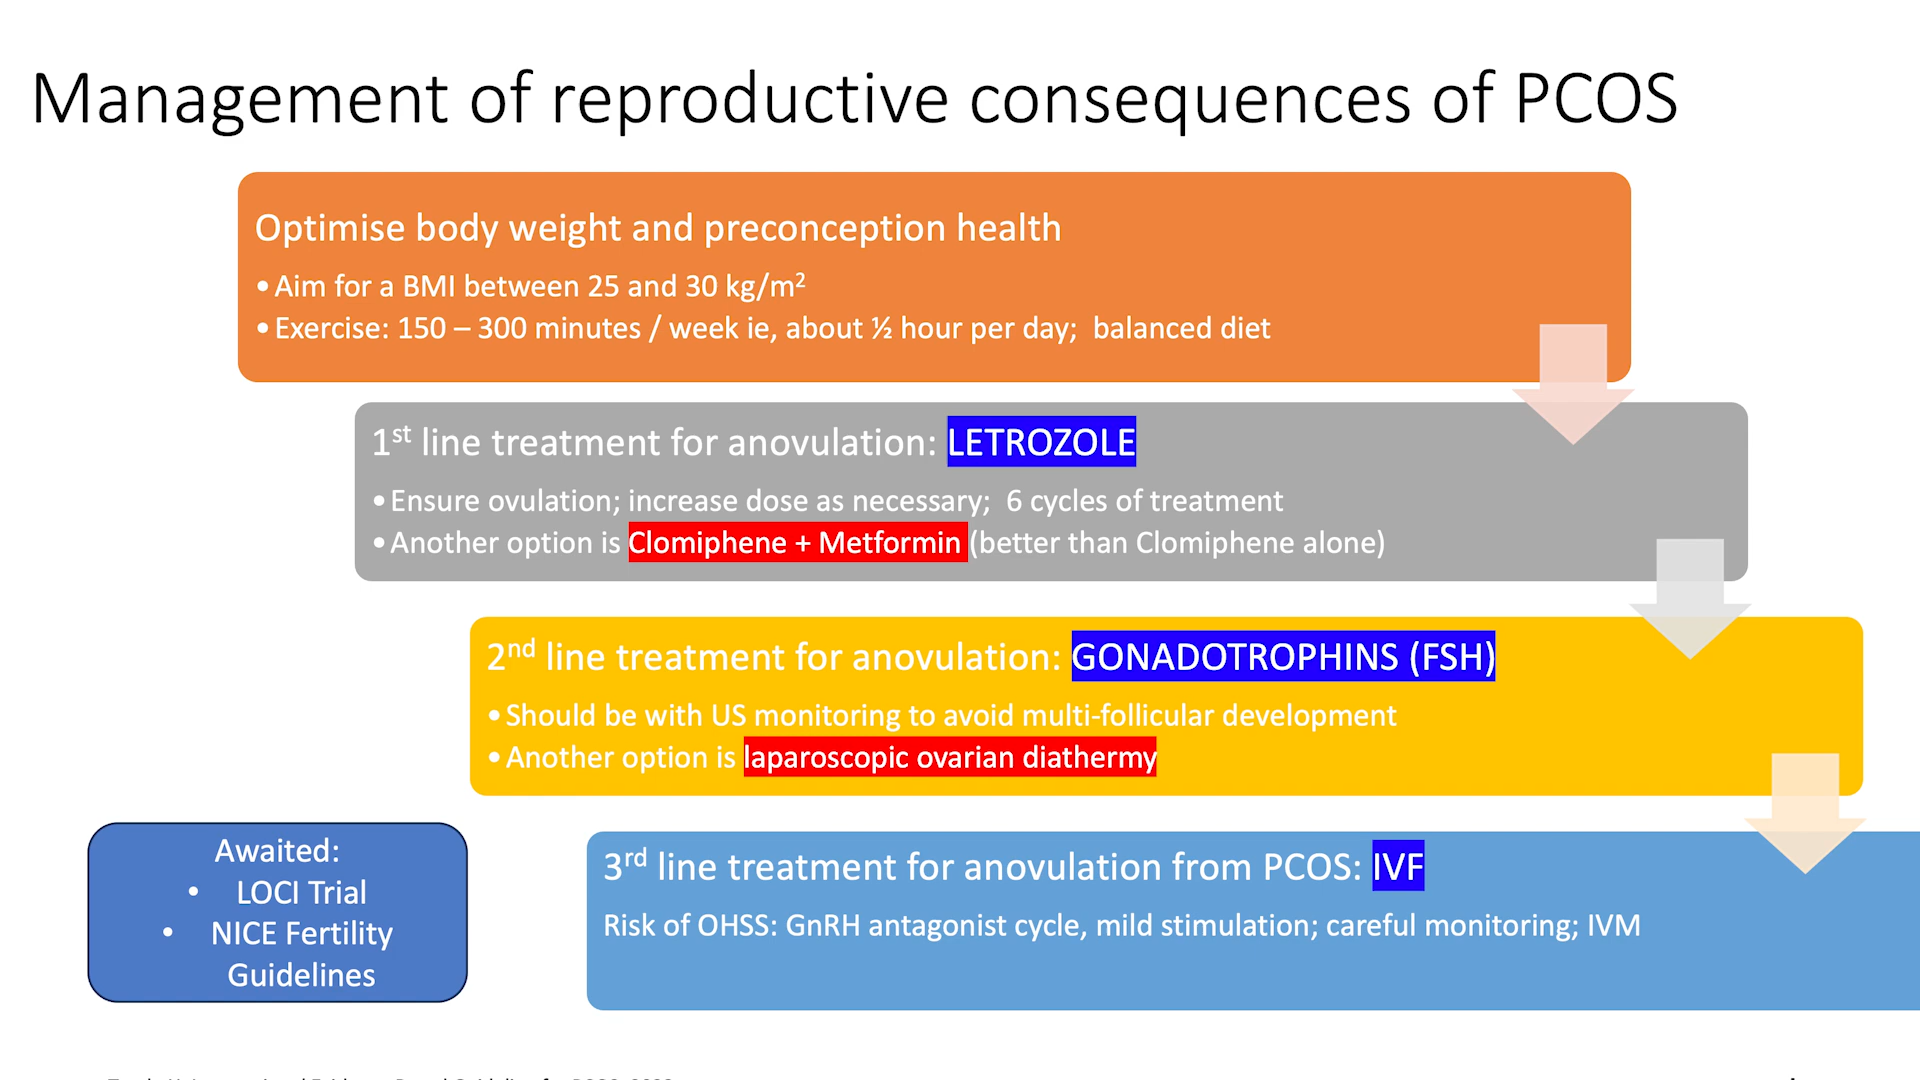 Management of reproductive consequences of PCOS
Optimise body weight and preconception health
•Aim for a BMI between 25 and 30 kg/m²
•Exercise: 150 – 300 minutes / week ie, about ½ hour per day; balanced diet
1st line treatment for anovulation: LETROZOLE
•Ensure ovulation; increase dose as necessary; 6 cycles of treatment
•Another option is Clomiphene + Metformin (better than Clomiphene alone)
2nd line treatment for anovulation: GONADOTROPHINS (FSH)
•Should be with US monitoring to avoid multi-follicular development
•Another option is laparoscopic ovarian diathermy
3rd line treatment for anovulation from PCOS: IVF
Risk of OHSS: GnRH antagonist cycle, mild stimulation; careful monitoring; IVM
Awaited:
• LOCI Trial
• NICE Fertility
Guidelines